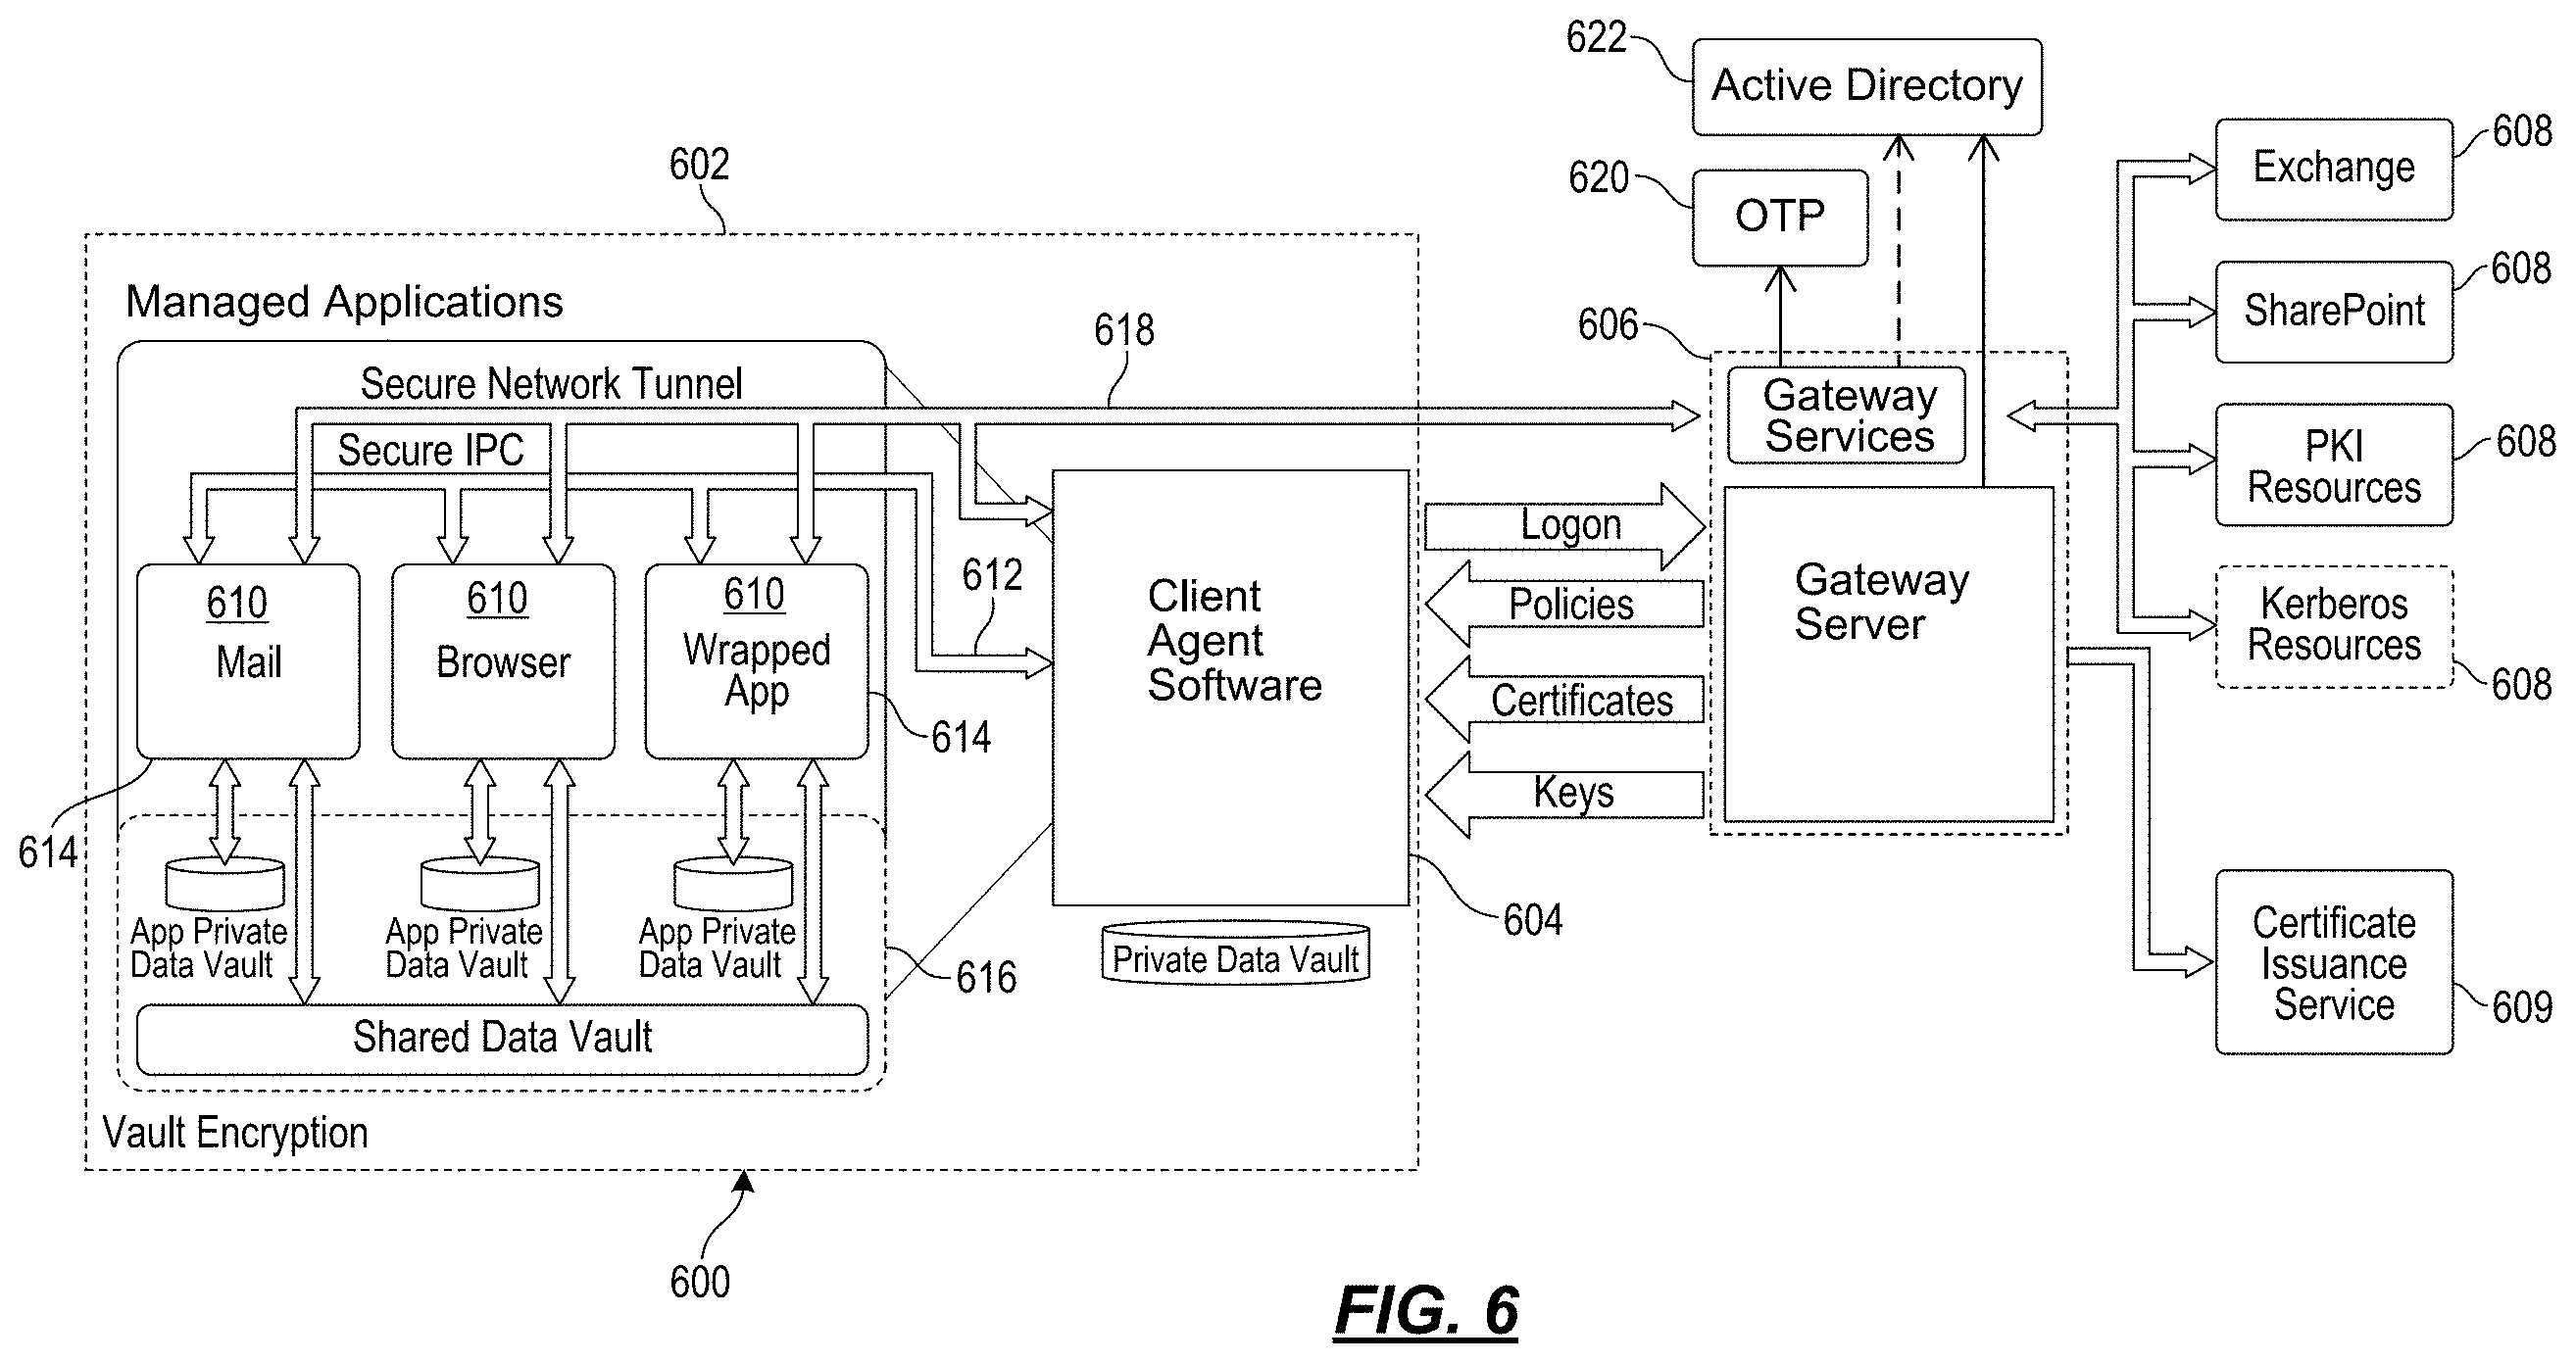 622
Active Directory
608
Exchange
602
620
OTP
608
SharePoint
Managed Applications
618
606
Secure Network Tunnel
Gateway
Services
Secure IPC
608
PKI
Resources
Logon
612
610
Mail
610
Browser
610
Wrapped
App
Client
Agent
Software
Policies
Gateway
Server
Kerberos
Resources
608
614
Certificates
Keys
614
App Private
Data Vault
App Private
Data Vault
App Private
Data Vault
616
604
Private Data Vault
Certificate
Issuance
Service
609
Shared Data Vault
Vault Encryption
600
FIG. 6